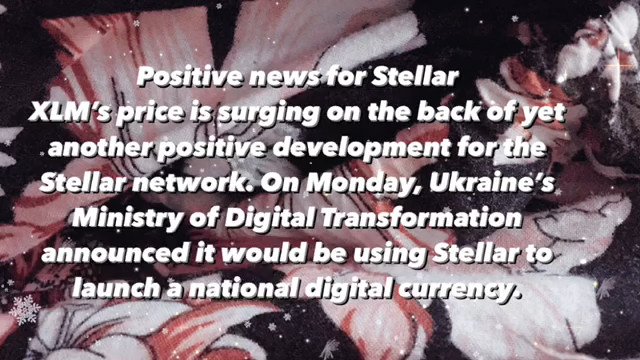 Positive news for Stellar
XLM’s price is surging on the back of yet
another positive development for the
Stellar network. On Monday, Ukraine’s
Ministry of Digital Transformation
announced it would be using Stellar to
launch a national digital currency.